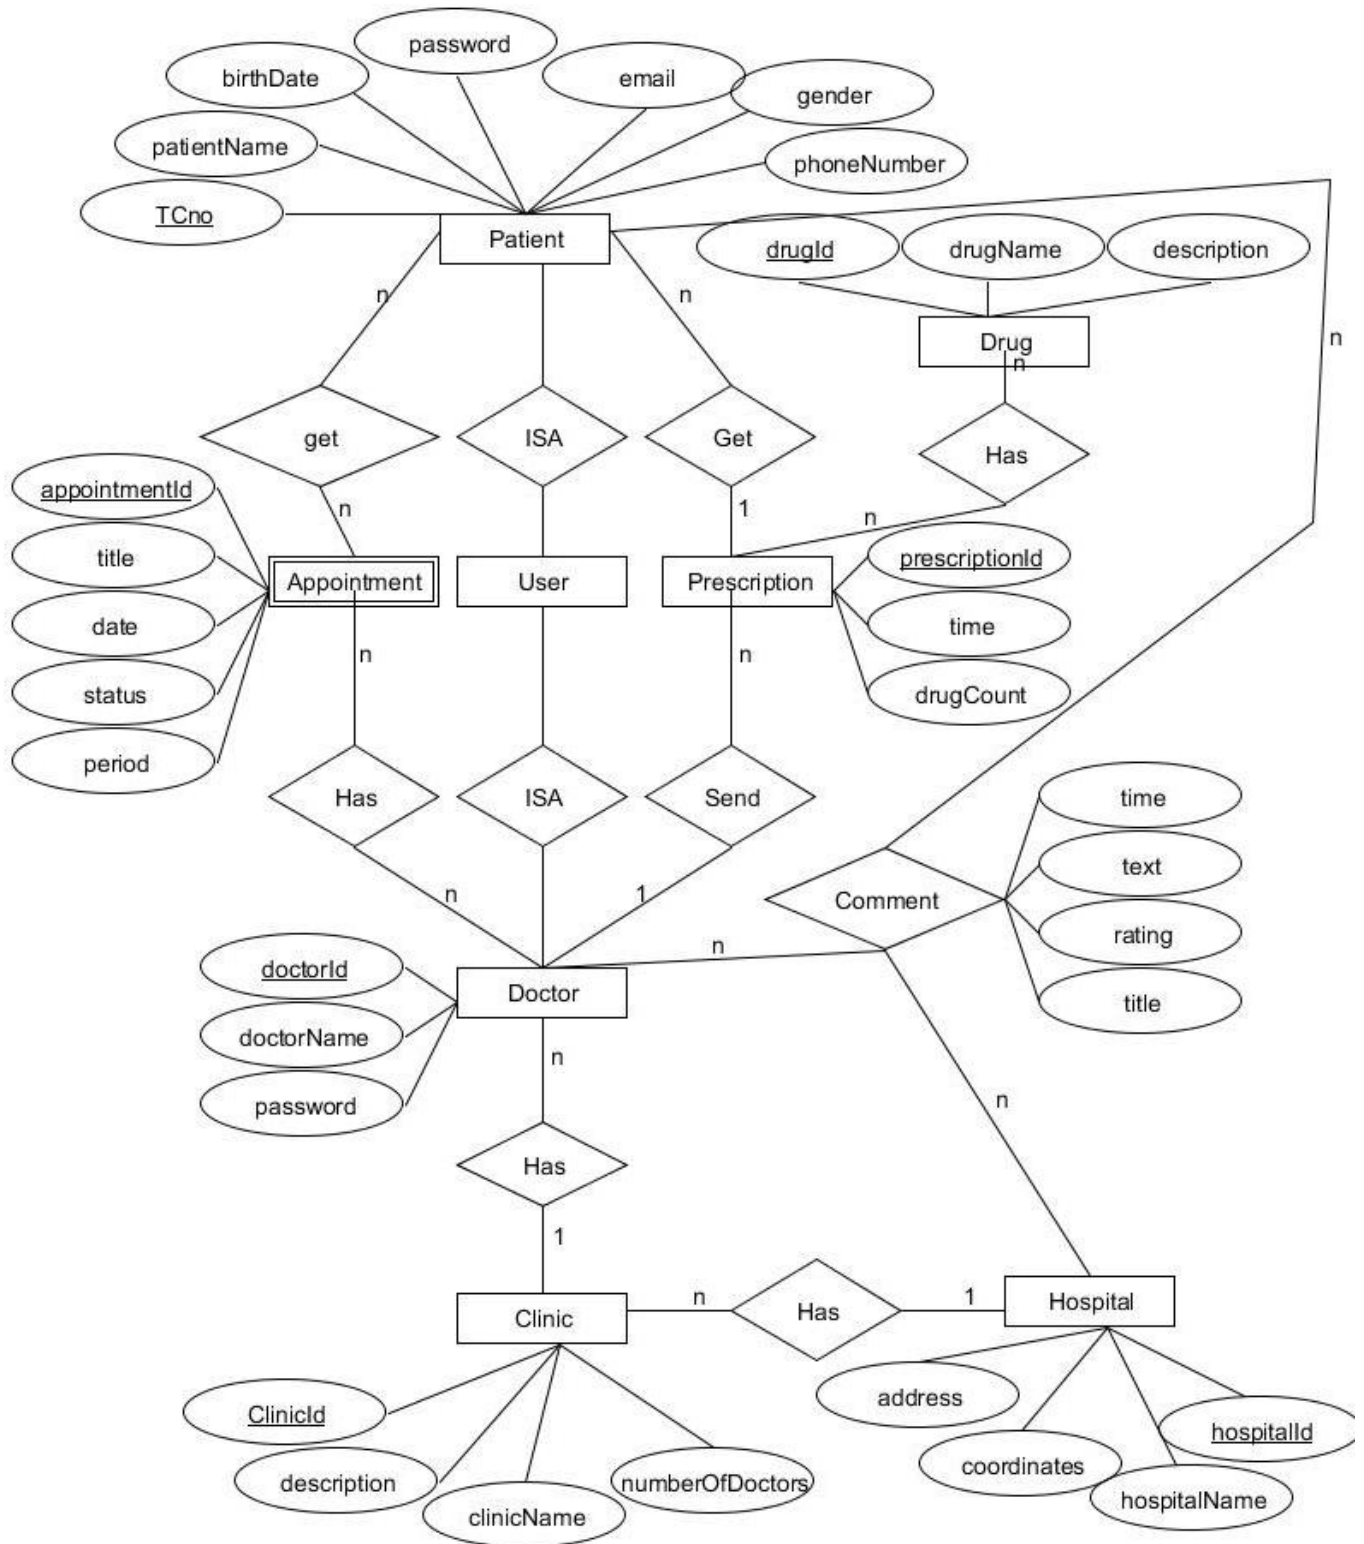 password
birthDate
email
gender
patientName
phoneNumber
TCno
Patient
drugId
drugName
description
n
n
Drug
n
n
get
ISA
Get
Has
appointmentId
n
1
n
title
Appointment
User
Prescription
prescriptionId
date
time
n
n
status
drugCount
period
Has
ISA
Send
time
text
n
1
Comment
rating
n
doctorId
Doctor
title
doctorName
n
password
n
Has
1
n
Has
1
Hospital
Clinic
address
ClinicId
hospitalId
description
numberOfDoctors
coordinates
clinicName
hospitalName